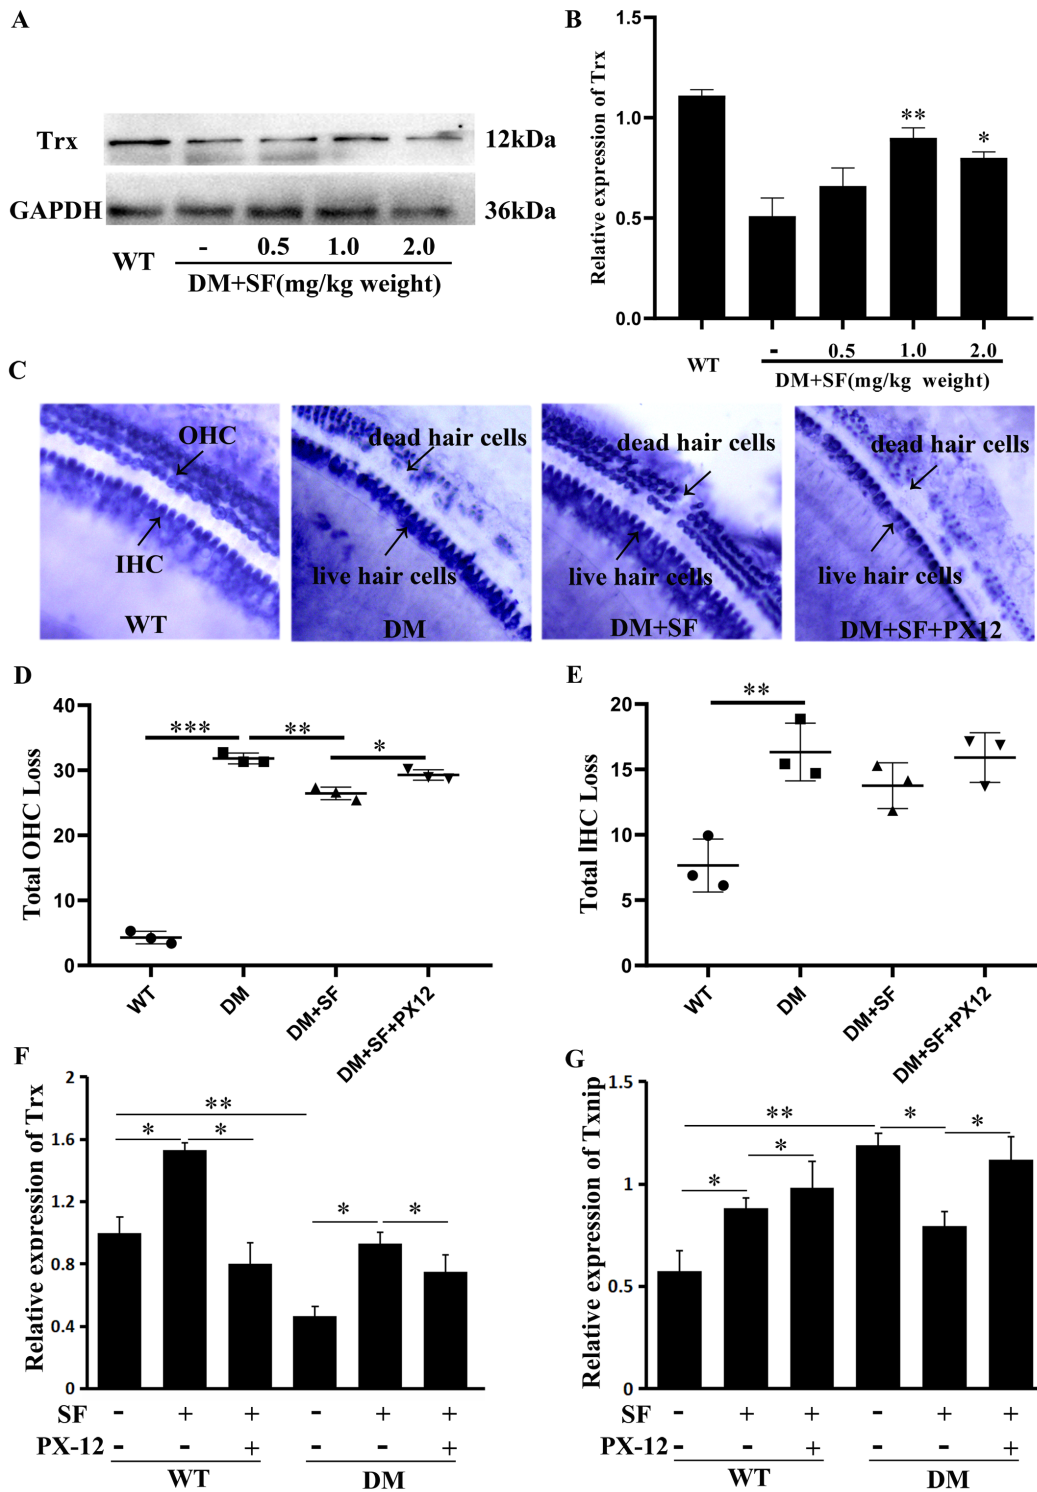 A
Trx
12kDa
GAPDH
36kDa
WT
- 0.5 1.0 2.0
DM+SF(mg/kg weight)
B
Relative expression of Trx
1.5
1.0
0.5
0.0
** *
WT
- 0.5 1.0 2.0
DM+SF(mg/kg weight)
C
OHC
IHC
WT
dead hair cells
live hair cells
DM
dead hair cells
live hair cells
DM+SF
dead hair cells
live hair cells
DM+SF+PX12
D
Total OHC Loss
40
30
20
10
0
*** ** *
WT DM DM+SF DM+SF+PX12
E
Total IHC Loss
20
15
10
5
0
**
WT DM DM+SF DM+SF+PX12
F
Relative expression of Trx
2
1.6
1.2
0.8
0.4
0
**
* *
* *
SF - + + - + +
PX-12 - - + - - +
WT DM
G
Relative expression of Txnip
1.5
1
0.5
0
** * *
*
*
SF - + + - + +
PX-12 - - + - - +
WT DM